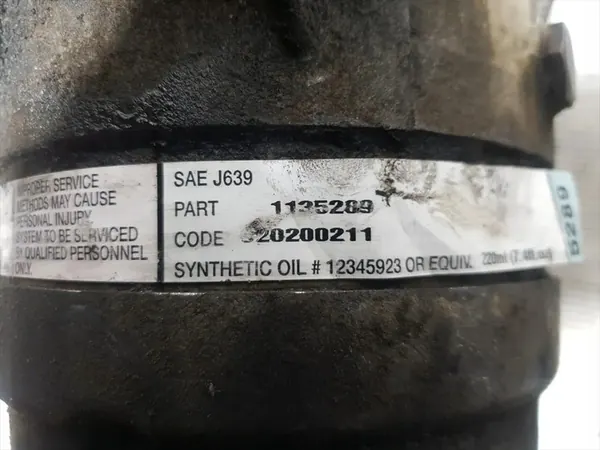 IMPROPER SERVICE
METHODS MAY CAUSE
PERSONAL INJURY.
SYSTEM TO BE SERVICED
BY QUALIFIED PERSONNEL
ONLY.
SAE J639
PART 1135289
CODE 20200211
SYNTHETIC OIL # 12345923 OR EQUIV. 220ml
5289